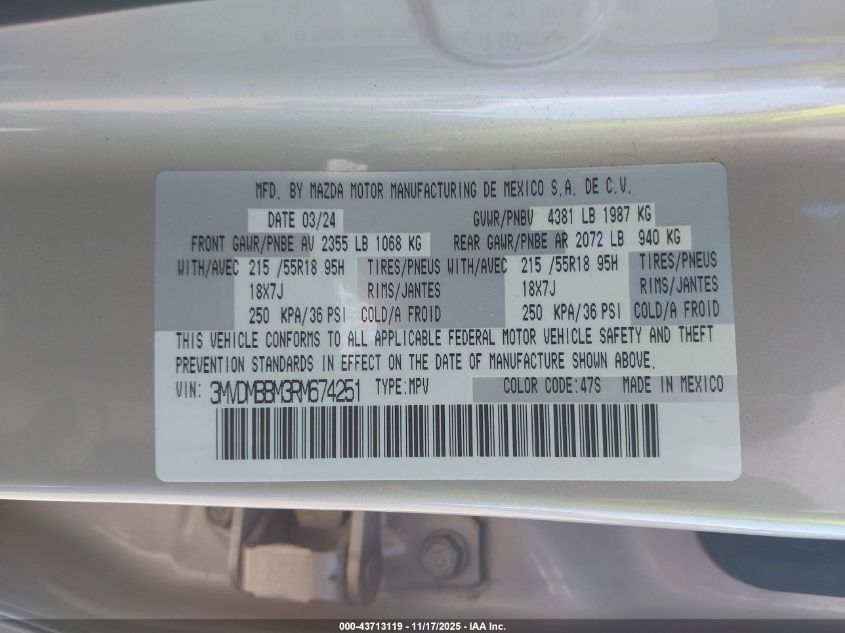 MFD. BY MAZDA MOTOR MANUFACTURING DE MEXICO S.A. DE C.V.
DATE 03/24 GVWR/PNBV 4381 LB 1987 KG
FRONT GAWR/PNBE AV 2355 LB 1068 KG REAR GAWR/PNBE AR 2072 LB 940 KG
WITH/AVEC 215 /55R18 95H TIRES/PNEUS WITH/AVEC 215 /55R18 95H TIRES/PNEUS
18X7J RIMS/JANTES 18X7J RIMS/JANTES
250 KPA/36 PSI COLD/A FROID 250 KPA/36 PSI COLD/A FROID
THIS VEHICLE CONFORMS TO ALL APPLICABLE FEDERAL MOTOR VEHICLE SAFETY AND THEFT
PREVENTION STANDARDS IN EFFECT ON THE DATE OF MANUFACTURE SHOWN ABOVE.
VIN: 3MVDMBBM3RM674251 TYPE:MPV COLOR CODE:47S MADE IN MEXICO
000-43713119 - 11/17/2025 - IAA Inc.